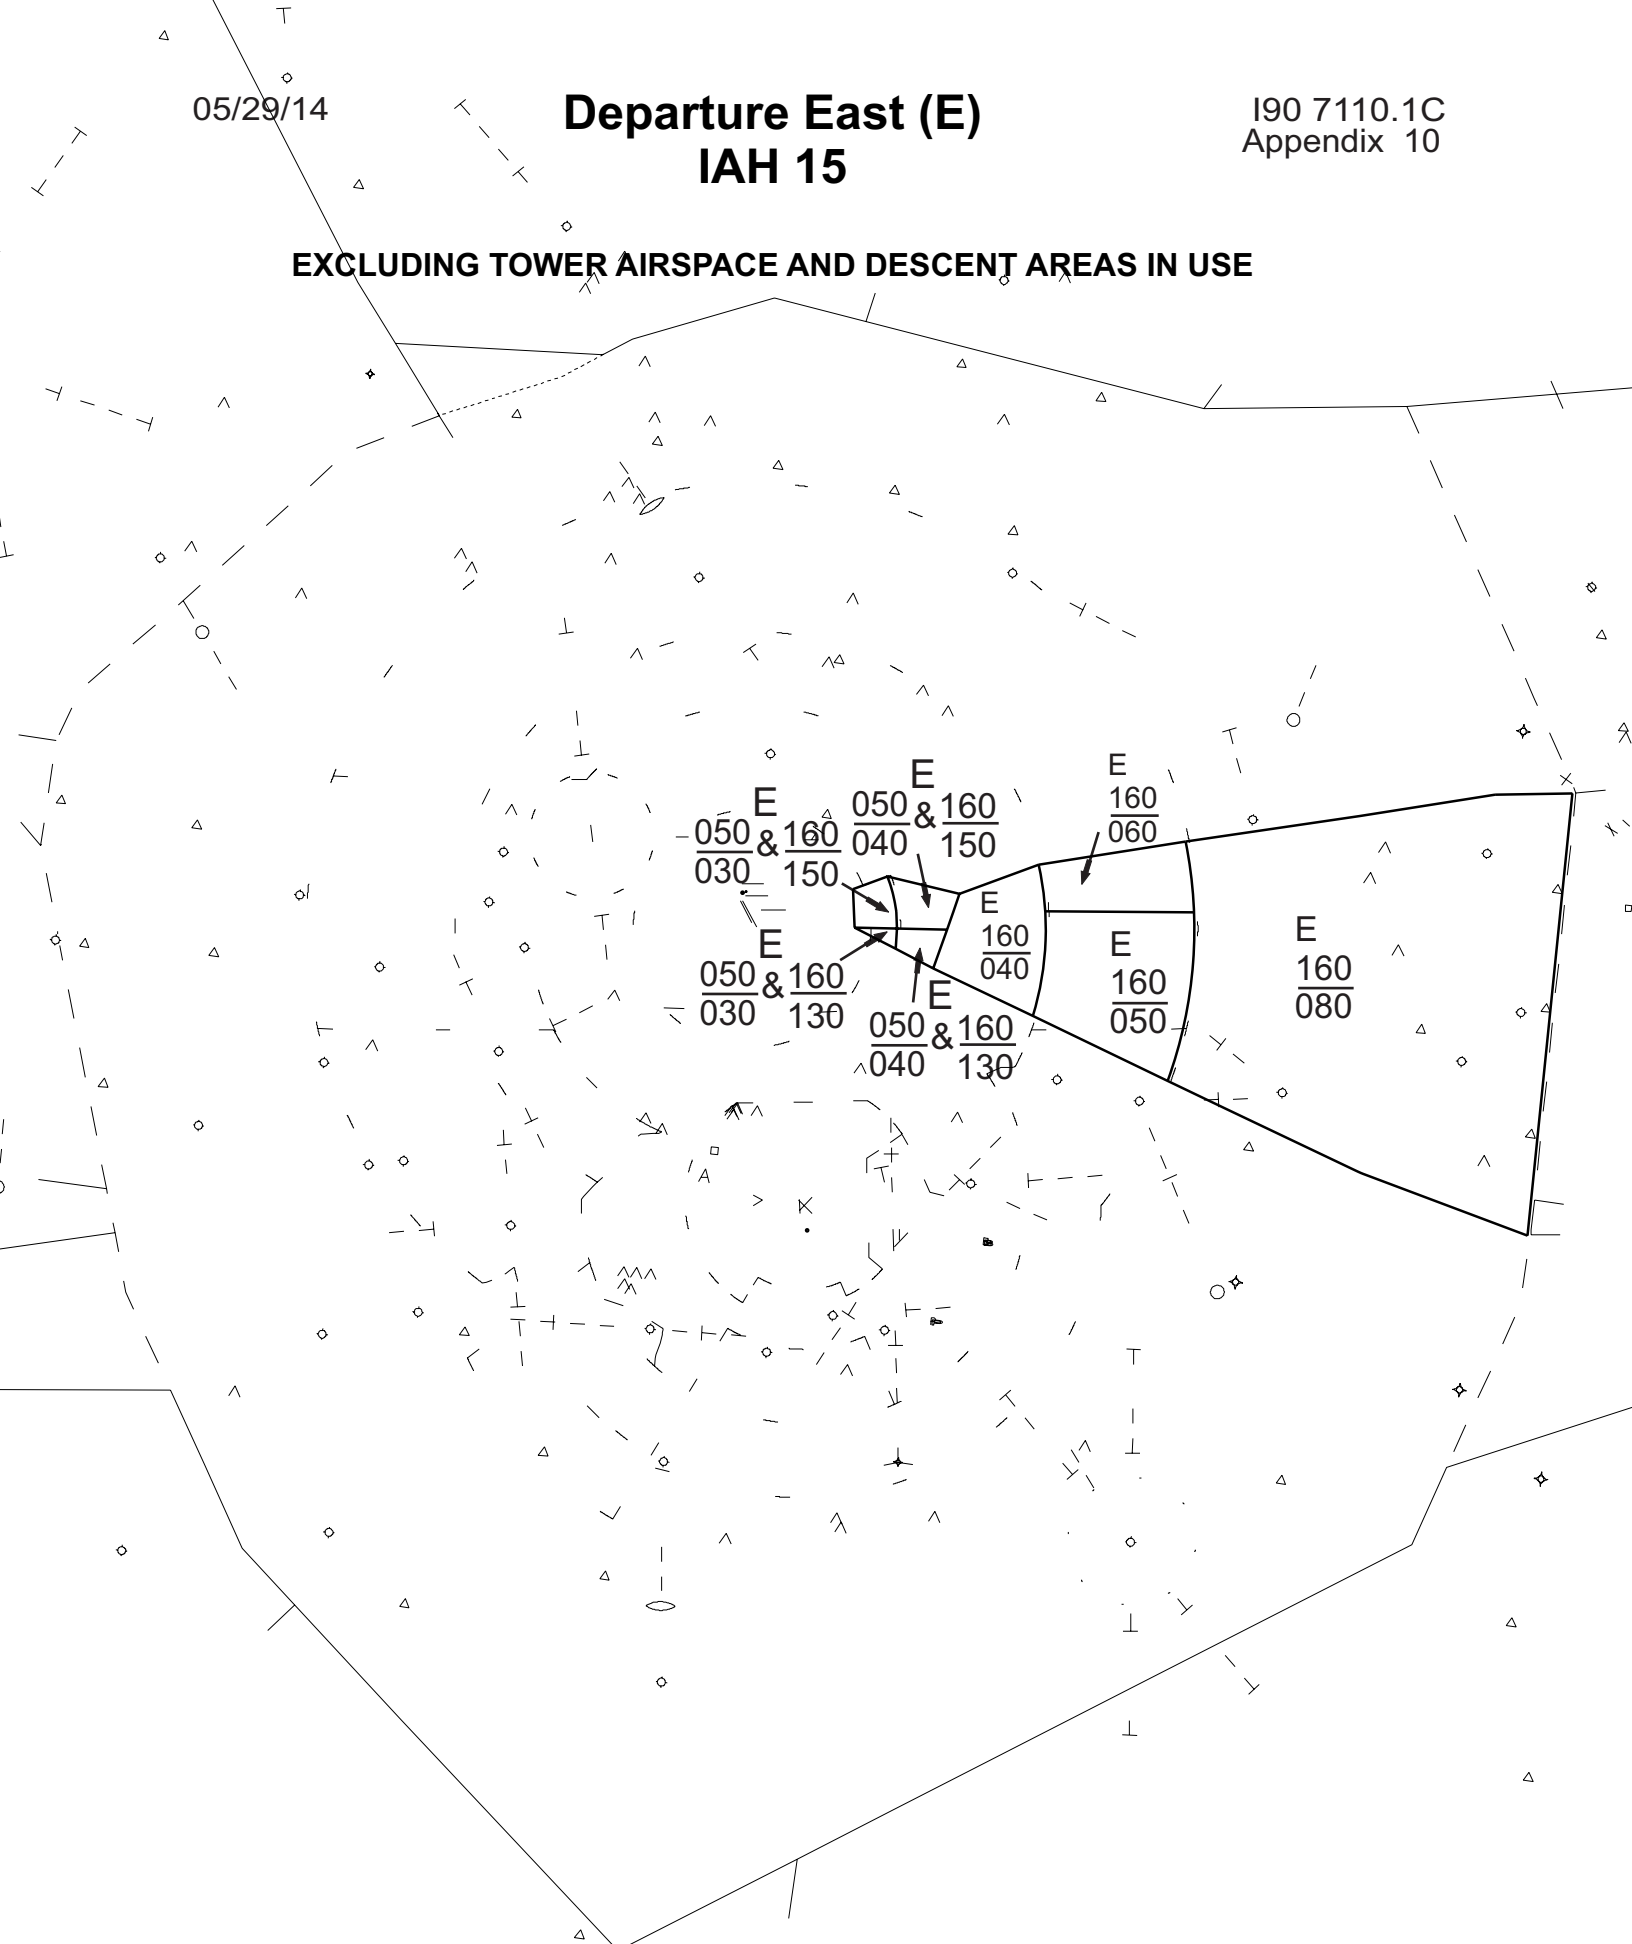 05/29/14
Departure East (E)
IAH 15
I90 7110.1C
Appendix 10
EXCLUDING TOWER AIRSPACE AND DESCENT AREAS IN USE
E
050 & 160
030 150
E
050 & 160
040 150
E
160
060
E
160
040
E
160
050
E
160
080
E
050 & 160
030 130
E
050 & 160
040 130